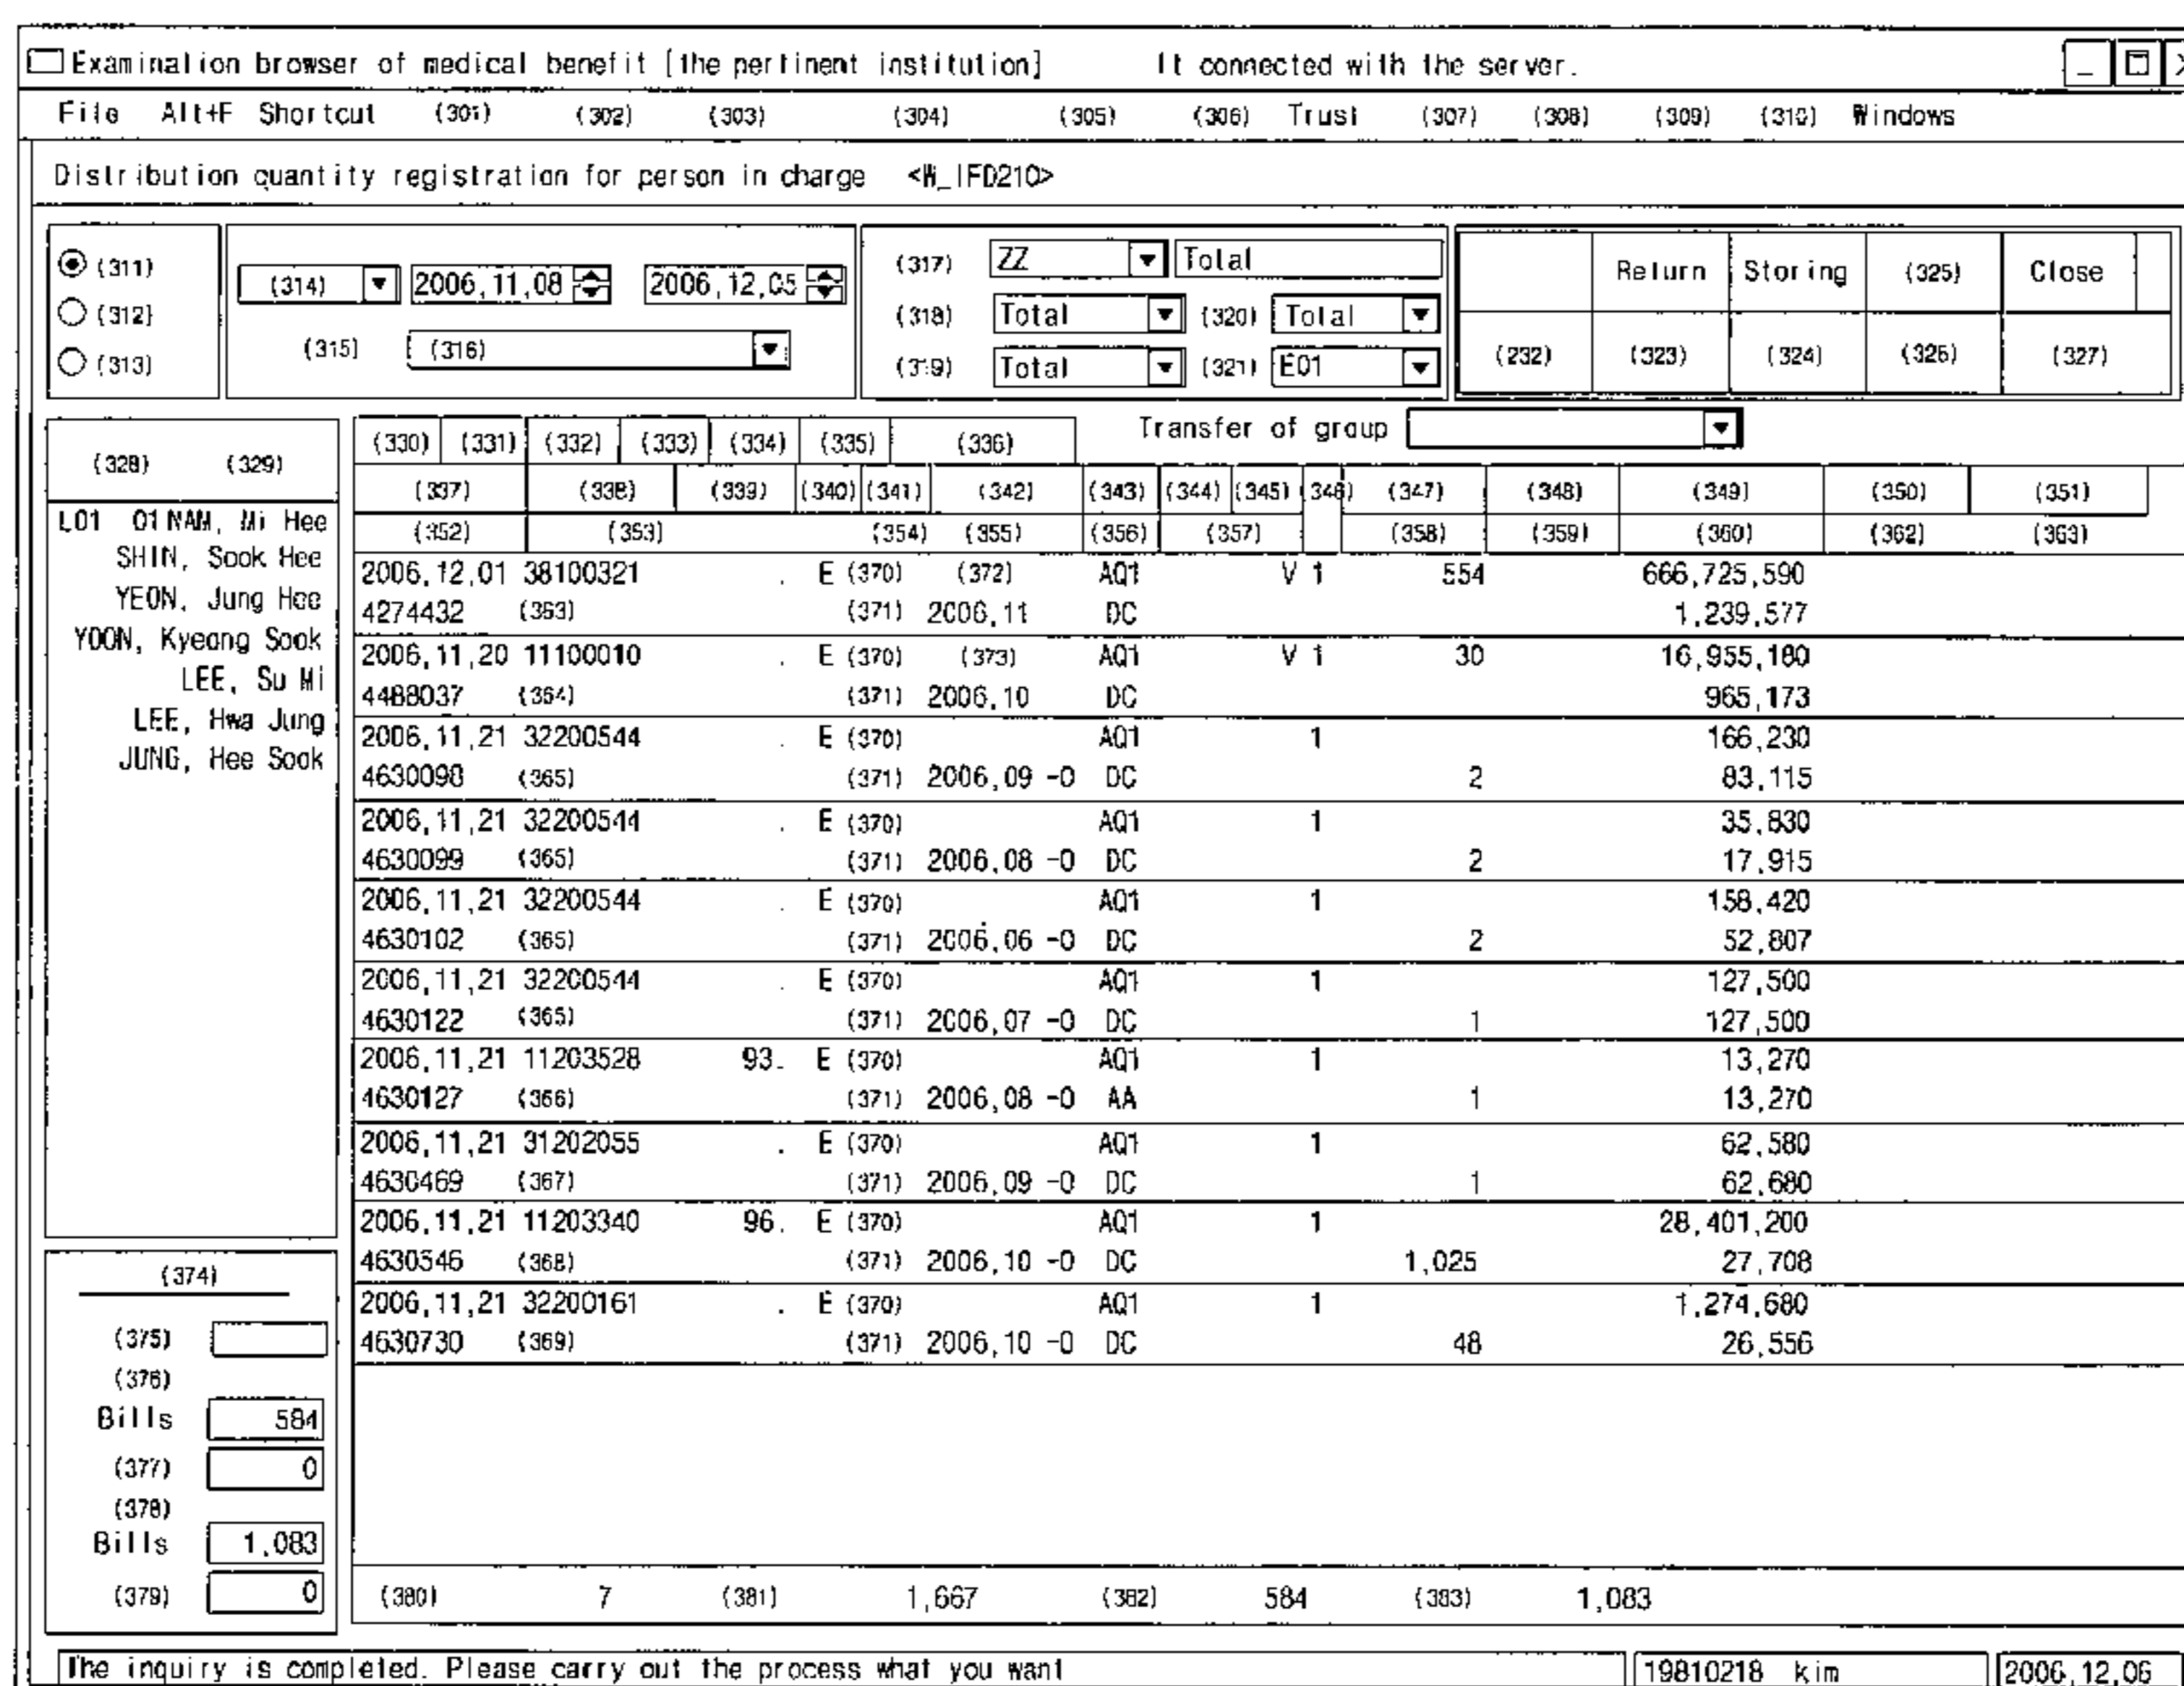 Examination browser of medical benefit [the pertinent institution] It connected with the server.
File Alt+F Shortcut (301) (302) (303) (304) (305) (306) Trust (307) (308) (309) (310) Windows
Distribution quantity registration for person in charge <W_IFD210>
(311) (314) 2006,11,08 2006,12,05 (317) ZZ Total Return Storing (325) Close
(312) (318) Total (320) Total
(313) (315) (316) (319) Total (321) E01 (232) (323) (324) (326) (327)
(328) (329) (330) (331) (332) (333) (334) (335) (336) Transfer of group
(337) (338) (339) (340) (341) (342) (343) (344) (345) (346) (347) (348) (349) (350) (351)
(352) (353) (354) (355) (356) (357) (358) (359) (360) (362) (363)
L01 01 NAM, Mi Hee
SHIN, Sook Hee
YEON, Jung Hee
YOON, Kyeong Sook
LEE, Su Mi
LEE, Hwa Jung
JUNG, Hee Sook
2006,12,01 38100321 . E (370) (372) AQ1 V 1 554 666,725,590
4274432 (363) (371) 2006,11 DC 1,239,577
2006,11,20 11100010 . E (370) (373) AQ1 V 1 30 16,955,180
4488037 (364) (371) 2006,10 DC 965,173
2006,11,21 32200544 . E (370) AQ1 1 166,230
4630098 (365) (371) 2006,09 -0 DC 2 83,115
2006,11,21 32200544 . E (370) AQ1 1 35,830
4630099 (365) (371) 2006,08 -0 DC 2 17,915
2006,11,21 32200544 . E (370) AQ1 1 158,420
4630102 (365) (371) 2006,06 -0 DC 2 52,807
2006,11,21 32200544 . E (370) AQ1 1 127,500
4630122 (365) (371) 2006,07 -0 DC 1 127,500
2006,11,21 11203528 93. E (370) AQ1 1 13,270
4630127 (366) (371) 2006,08 -0 AA 1 13,270
2006,11,21 31202055 . E (370) AQ1 1 62,580
4630469 (367) (371) 2006,09 -0 DC 1 62,680
2006,11,21 11203340 96. E (370) AQ1 1 28,401,200
4630546 (368) (371) 2006,10 -0 DC 1,025 27,708
2006,11,21 32200161 . E (370) AQ1 1 1,274,680
4630730 (369) (371) 2006,10 -0 DC 48 26,556
(374)
(375)
(376)
Bills 584
(377) 0
(378)
Bills 1,083
(379) 0
(380) 7 (381) 1,667 (382) 584 (383) 1,083
The inquiry is completed. Please carry out the process what you want 19810218 kim 2006,12,06